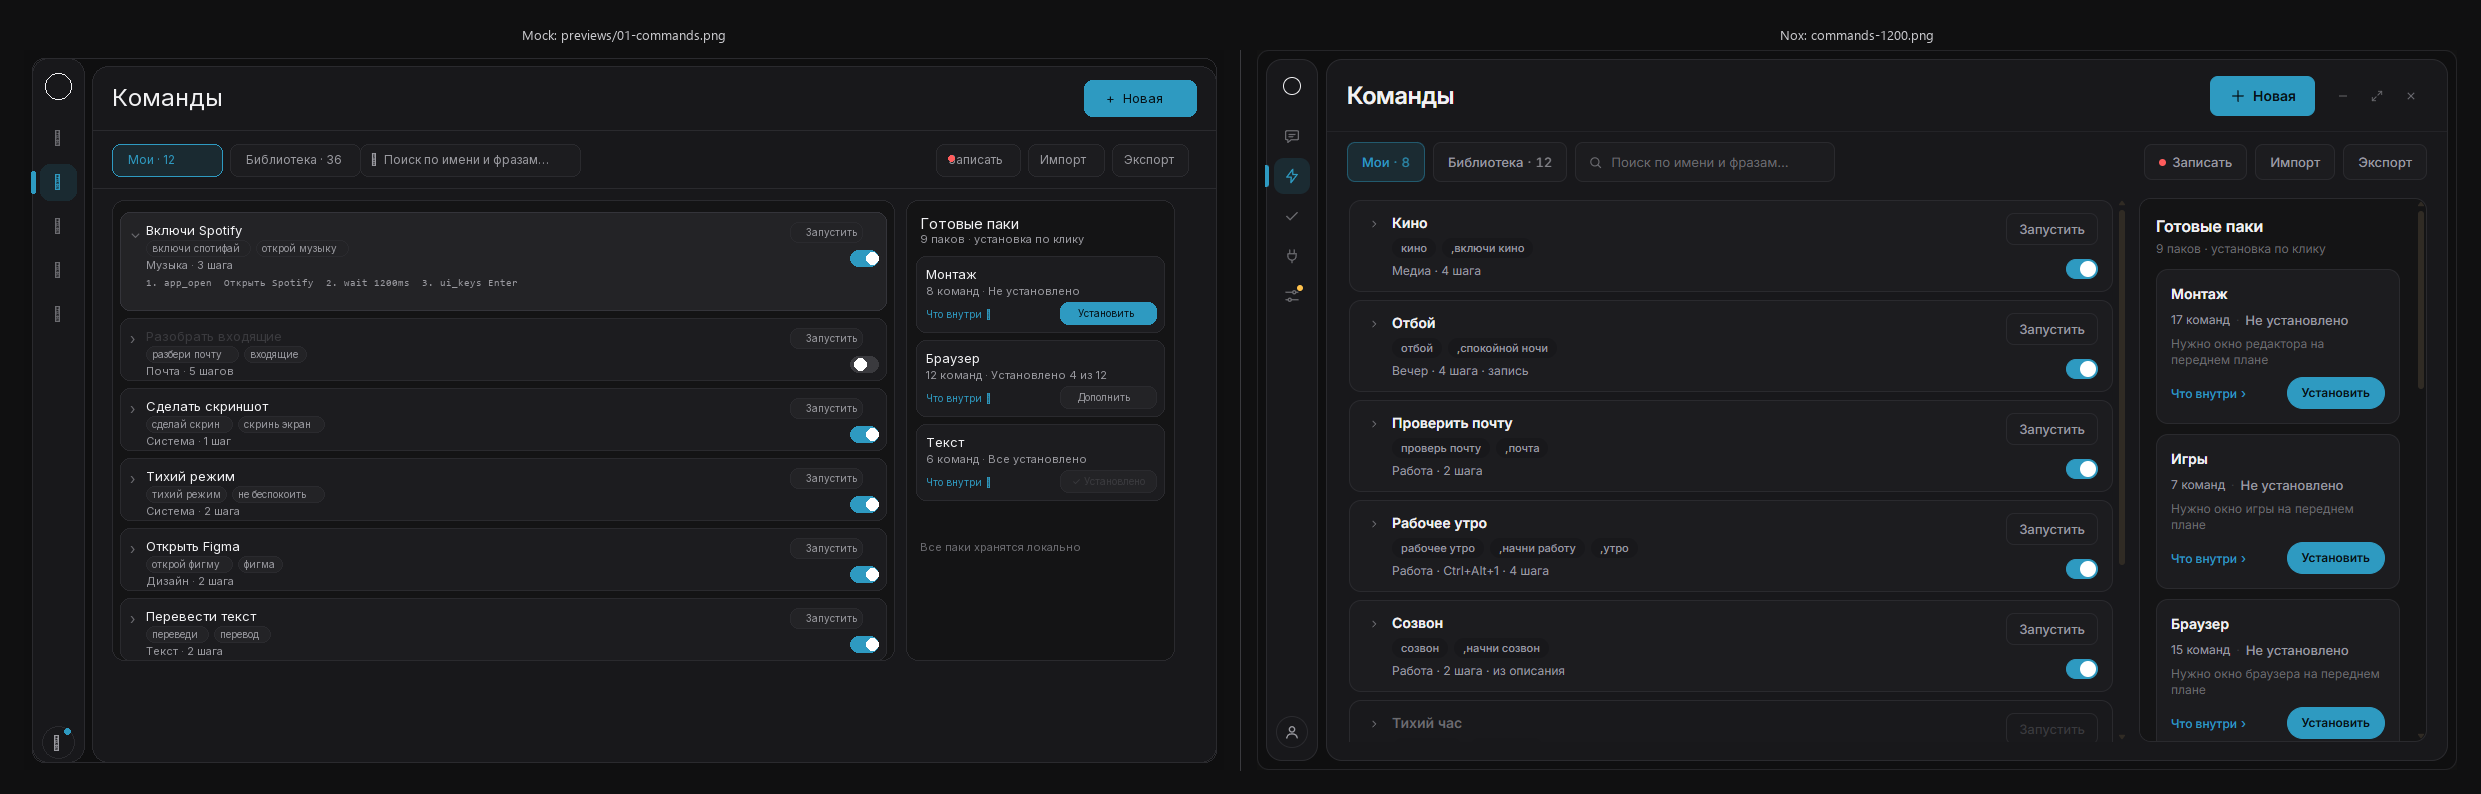 Mock: previews/01-commands.png
Команды
+ Новая
Мои · 12
Библиотека · 36
Поиск по имени и фразам...
Записать
Импорт
Экспорт
Включи Spotify
Запустить
включи спотифай
открой музыку
Музыка · 3 шага
1. app_open Открыть Spotify 2. wait 1200ms 3. ui_keys Enter
Разобрать входящие
Запустить
разбери почту
входящие
Почта · 5 шагов
Сделать скриншот
Запустить
сделай скрин
скринь экран
Система · 1 шаг
Тихий режим
Запустить
тихий режим
не беспокоить
Система · 2 шага
Открыть Figma
Запустить
открой фигму
фигма
Дизайн · 2 шага
Перевести текст
Запустить
переведи
перевод
Текст · 2 шага
Готовые паки
9 паков · установка по клику
Монтаж
8 команд · Не установлено
Что внутри
Установить
Браузер
12 команд · Установлено 4 из 12
Что внутри
Дополнить
Текст
6 команд · Все установлено
Что внутри
✓ Установлено
Все паки хранятся локально
Nox: commands-1200.png
Команды
+ Новая
Мои · 8
Библиотека · 12
Поиск по имени и фразам...
Записать
Импорт
Экспорт
Кино
Запустить
кино
,включи кино
Медиа · 4 шага
Отбой
Запустить
отбой
,спокойной ночи
Вечер · 4 шага · запись
Проверить почту
Запустить
проверь почту
,почта
Работа · 2 шага
Рабочее утро
Запустить
рабочее утро
,начни работу
,утро
Работа · Ctrl+Alt+1 · 4 шага
Созвон
Запустить
созвон
,начни созвон
Работа · 2 шага · из описания
Тихий час
Запустить
Готовые паки
9 паков · установка по клику
Монтаж
17 команд · Не установлено
Нужно окно редактора на
переднем плане
Что внутри ›
Установить
Игры
7 команд · Не установлено
Нужно окно игры на переднем
плане
Что внутри ›
Установить
Браузер
15 команд · Не установлено
Нужно окно браузера на переднем
плане
Что внутри ›
Установить